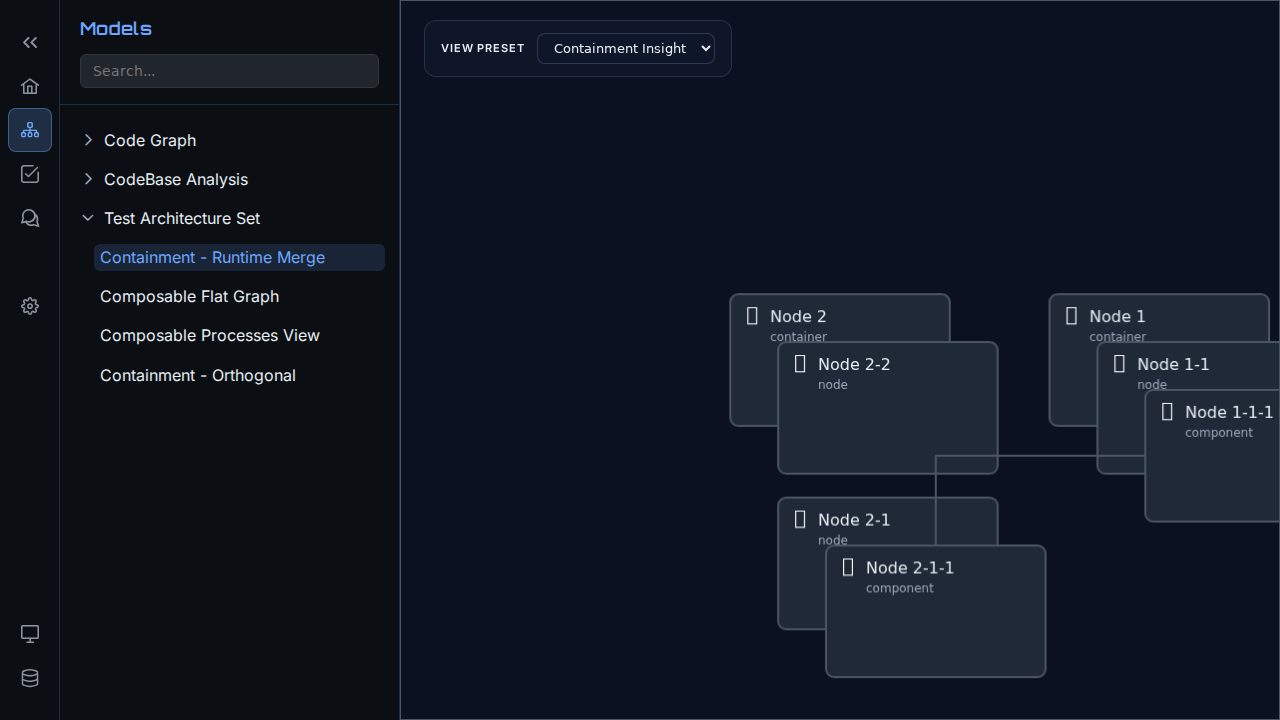 Models
Search...
Code Graph
CodeBase Analysis
Test Architecture Set
Containment - Runtime Merge
Composable Flat Graph
Composable Processes View
Containment - Orthogonal
VIEW PRESET
Containment Insight
Node 2
container
Node 2-2
node
Node 2-1
node
Node 2-1-1
component
Node 1
container
Node 1-1
node
Node 1-1-1
component